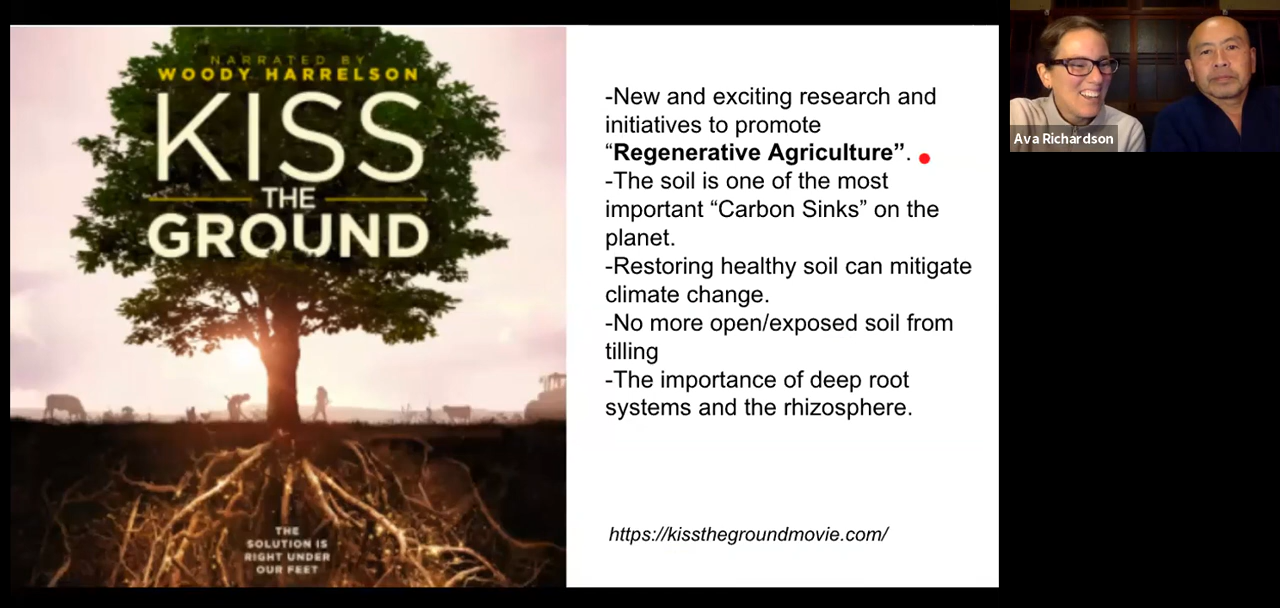 NARRATED BY
WOODY HARRELSON
KISS
THE
GROUND
THE
SOLUTION IS
RIGHT UNDER
OUR FEET
-New and exciting research and
initiatives to promote
“Regenerative Agriculture”.
-The soil is one of the most
important “Carbon Sinks” on the
planet.
-Restoring healthy soil can mitigate
climate change.
-No more open/exposed soil from
tilling
-The importance of deep root
systems and the rhizosphere.
https://kissthegroundmovie.com/
Ava Richardson